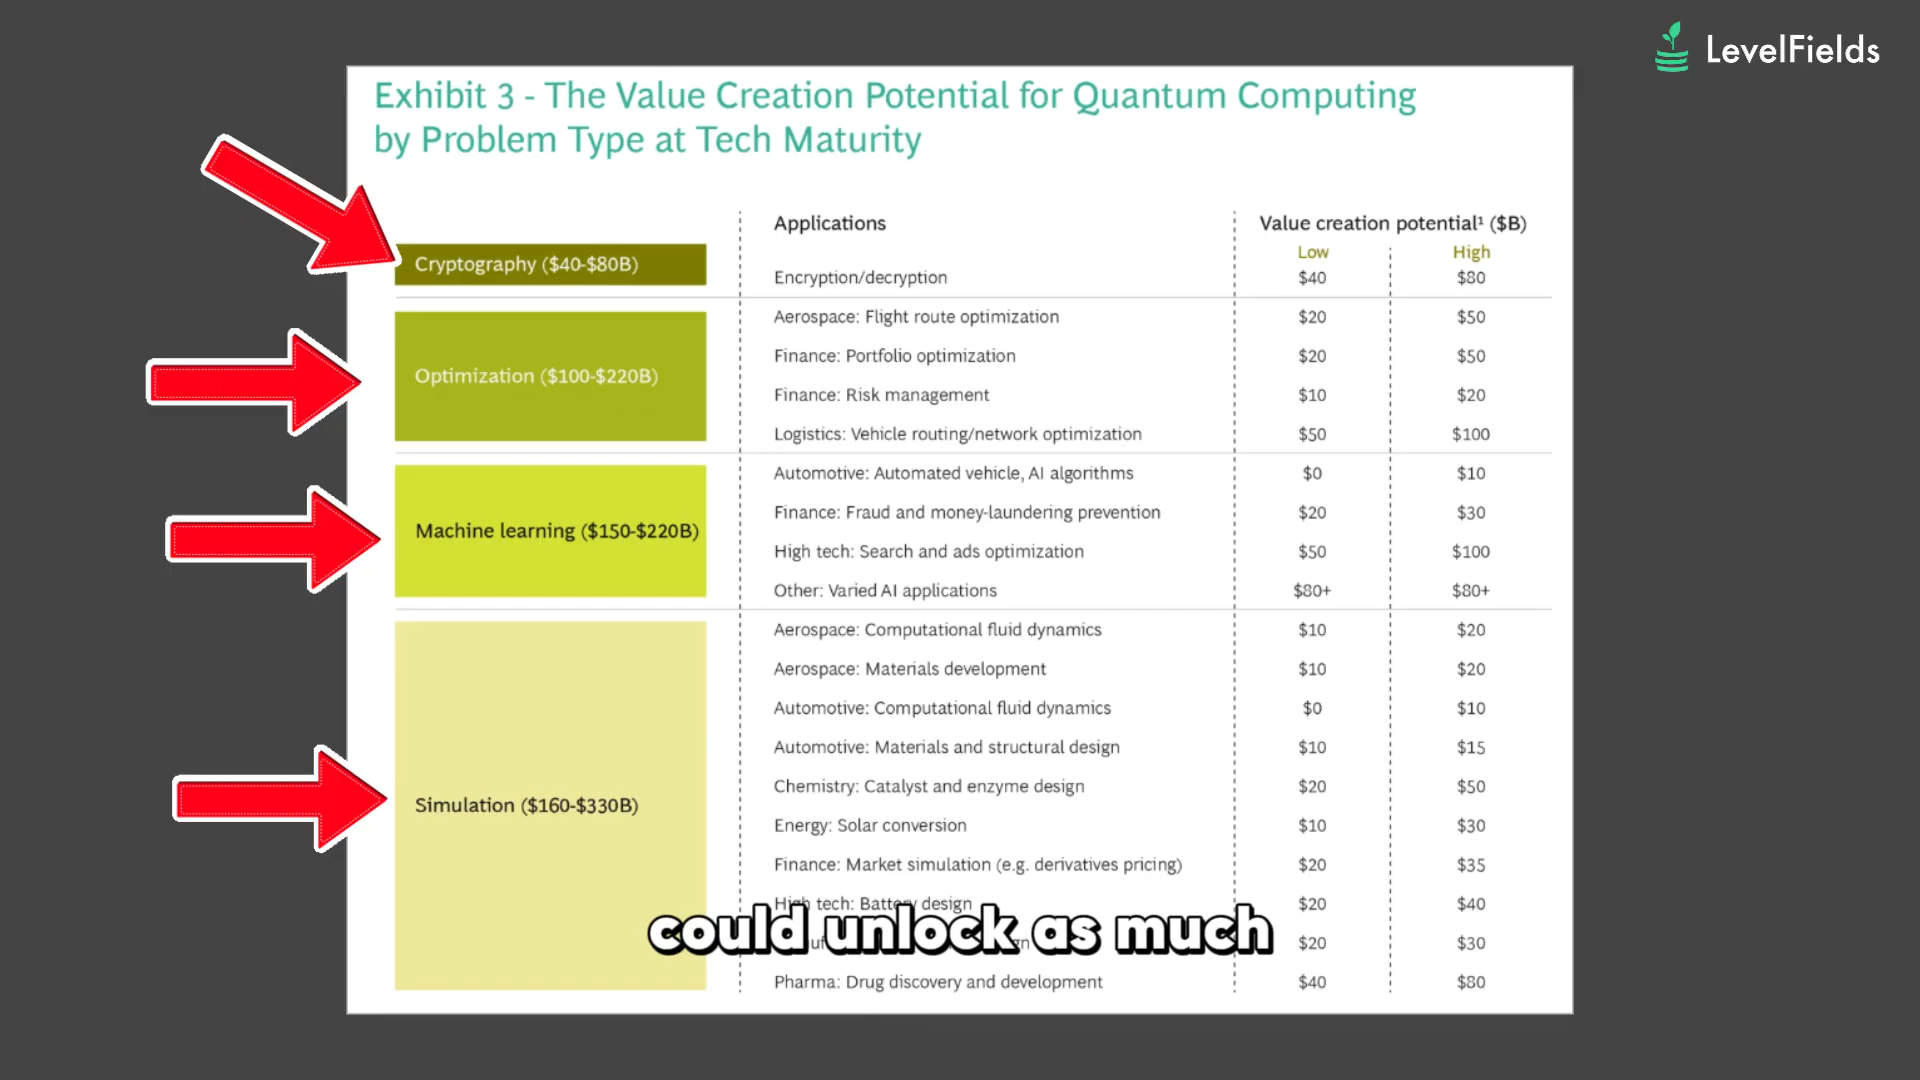 LevelFields
Exhibit 3 - The Value Creation Potential for Quantum Computing
by Problem Type at Tech Maturity
Applications
Value creation potential¹ ($B)
Low High
Cryptography ($40-$80B)
Encryption/decryption $40 $80
Optimization ($100-$220B)
Aerospace: Flight route optimization $20 $50
Finance: Portfolio optimization $20 $50
Finance: Risk management $10 $20
Logistics: Vehicle routing/network optimization $50 $100
Machine learning ($150-$220B)
Automotive: Automated vehicle, AI algorithms $0 $10
Finance: Fraud and money-laundering prevention $20 $30
High tech: Search and ads optimization $50 $100
Other: Varied AI applications $80+ $80+
Simulation ($160-$330B)
Aerospace: Computational fluid dynamics $10 $20
Aerospace: Materials development $10 $20
Automotive: Computational fluid dynamics $0 $10
Automotive: Materials and structural design $10 $15
Chemistry: Catalyst and enzyme design $20 $50
Energy: Solar conversion $10 $30
Finance: Market simulation (e.g. derivatives pricing) $20 $35
High tech: Battery design $20 $40
$20 $30
Pharma: Drug discovery and development $40 $80
could unlock as much